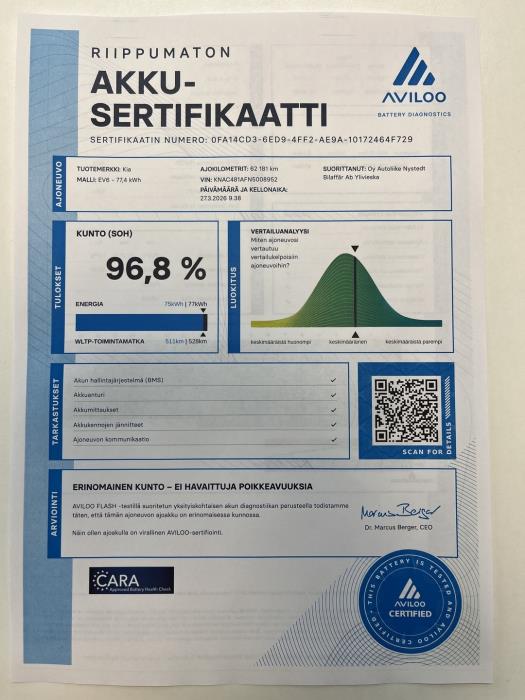 RIIPPUMATON
AKKU-
SERTIFIKAATTI
SERTIFIKAATIN NUMERO: 0FA14CD3-6ED9-4FF2-AE9A-10172464F729
AVILOO
BATTERY DIAGNOSTICS
AJONEUVO
TUOTEMERKKI: Kia
MALLI: EV6 - 77,4 kWh
AJOKILOMETRIT: 62 181 km
VIN: KNAC481AFN5008952
PÄIVÄMÄÄRÄ JA KELLONAIKA:
27.3.2026 9.38
SUORITTANUT: Oy Autoliike Nystedt
Bilaffär Ab Ylivieska
TULOKSET
KUNTO (SOH)
96,8 %
ENERGIA 75kWh | 77kWh
WLTP-TOIMINTAMATKA 511km | 528km
LUOKITUS
VERTAILUANALYYSI
Miten ajoneuvosi
vertautuu
vertailukelpoisiin
ajoneuvoihin?
keskimääräistä huonompi keskimääräinen keskimääräistä parempi
TARKASTUKSET
Akun hallintajärjestelmä (BMS)
Akkuanturi
Akkumittaukset
Akkukennojen jännitteet
Ajoneuvon kommunikaatio
SCAN FOR DETAILS
ARVIOINTI
ERINOMAINEN KUNTO – EI HAVAITTUJA POIKKEAVUUKSIA
AVILOO FLASH -testillä suoritetun yksityiskohtaisen akun diagnostiikan perusteella todistamme
täten, että tämän ajoneuvon ajoakku on erinomaisessa kunnossa.
Näin ollen ajoakulla on virallinen AVILOO-sertifiointi.
Marcus Berger
Dr. Marcus Berger, CEO
CARA
Approved Battery Health Check
THIS BATTERY IS TESTED AND AVILOO CERTIFIED
AVILOO
CERTIFIED